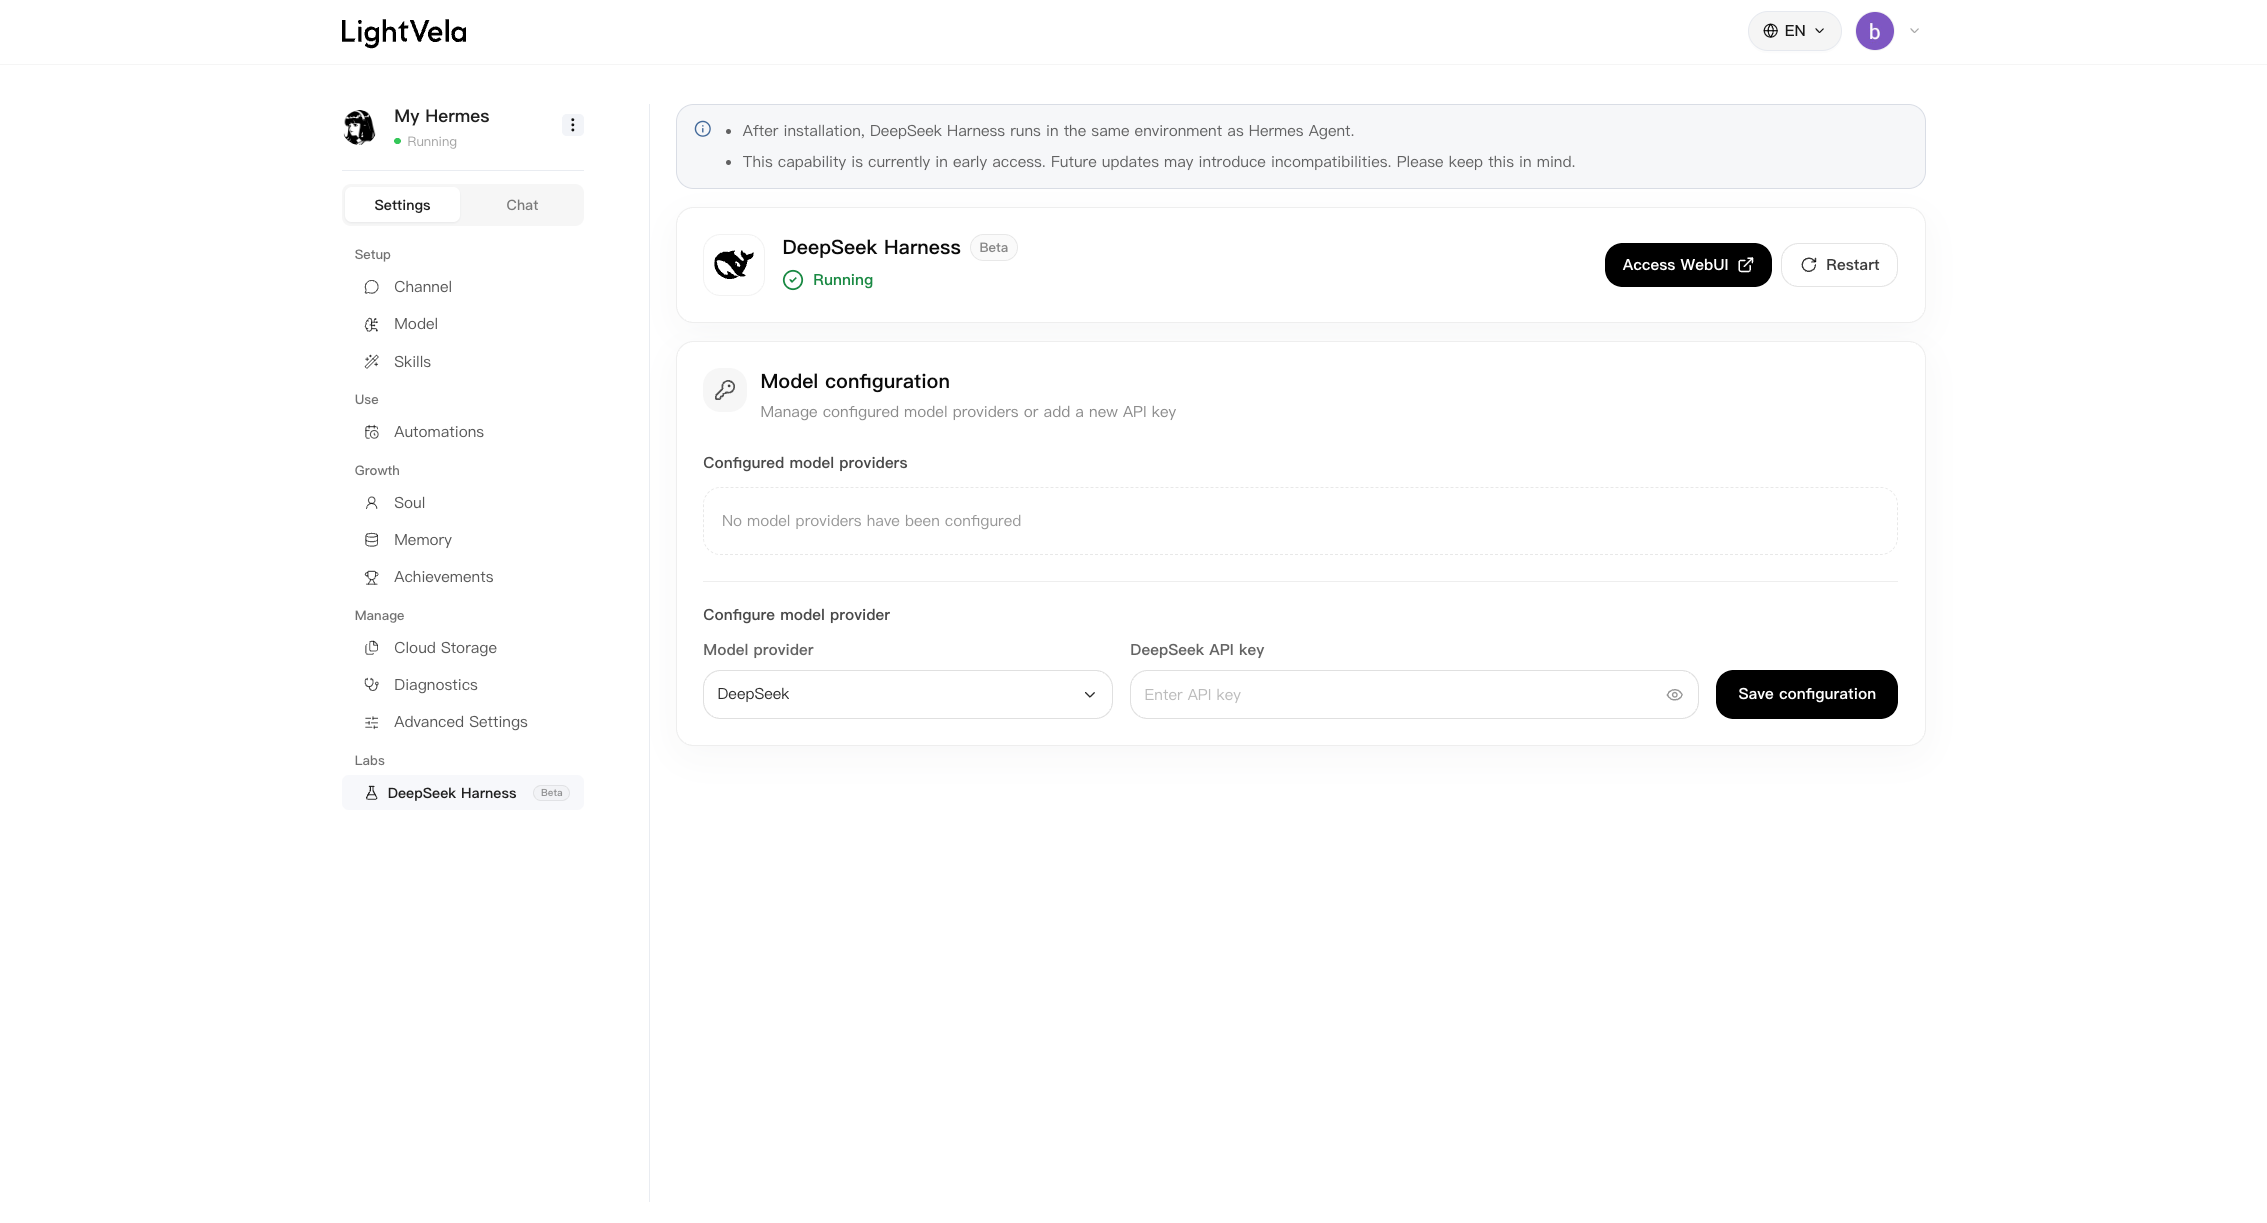 LightVela
EN
b
My Hermes
Running
Settings
Chat
Setup
Channel
Model
Skills
Use
Automations
Growth
Soul
Memory
Achievements
Manage
Cloud Storage
Diagnostics
Advanced Settings
Labs
DeepSeek Harness Beta
• After installation, DeepSeek Harness runs in the same environment as Hermes Agent.
• This capability is currently in early access. Future updates may introduce incompatibilities. Please keep this in mind.
DeepSeek Harness Beta
Running
Access WebUI
Restart
Model configuration
Manage configured model providers or add a new API key
Configured model providers
No model providers have been configured
Configure model provider
Model provider
DeepSeek
DeepSeek API key
Enter API key
Save configuration